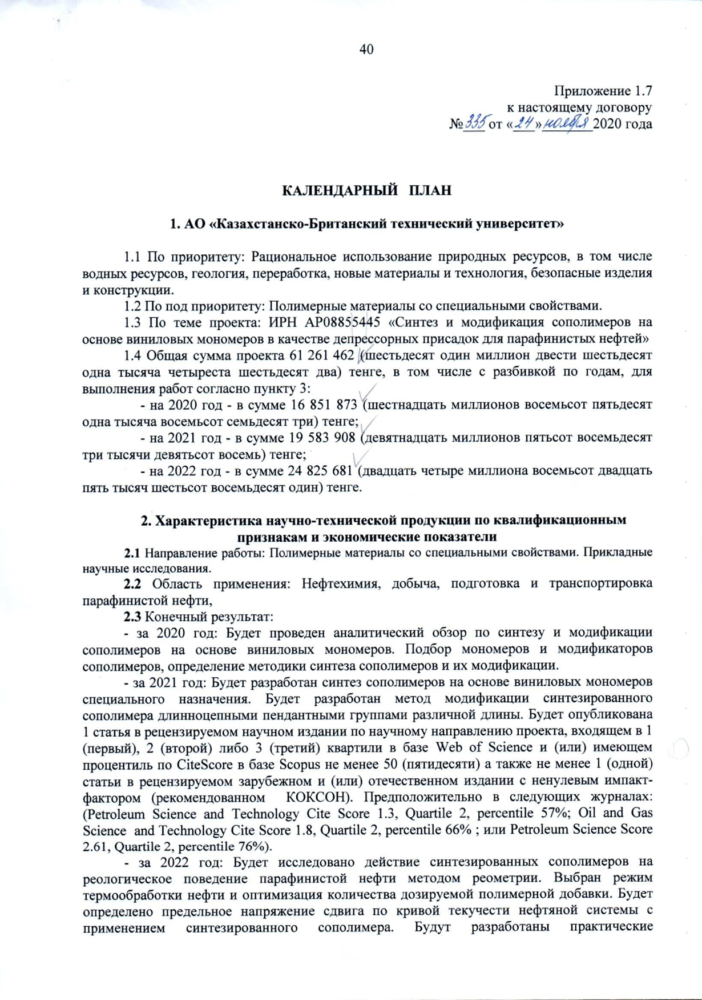 40
Приложение 1.7
к настоящему договору
№ 335 от «24» ноября 2020 года
КАЛЕНДАРНЫЙ ПЛАН
1. АО «Казахстанско-Британский технический университет»
1.1 По приоритету: Рациональное использование природных ресурсов, в том числе
водных ресурсов, геология, переработка, новые материалы и технология, безопасные изделия
и конструкции.
1.2 По под приоритету: Полимерные материалы со специальными свойствами.
1.3 По теме проекта: ИРН АР08855445 «Синтез и модификация сополимеров на
основе виниловых мономеров в качестве депрессорных присадок для парафинистых нефтей»
1.4 Общая сумма проекта 61 261 462 (шестьдесят один миллион двести шестьдесят
одна тысяча четыреста шестьдесят два) тенге, в том числе с разбивкой по годам, для
выполнения работ согласно пункту 3:
- на 2020 год - в сумме 16 851 873 (шестнадцать миллионов восемьсот пятьдесят
одна тысяча восемьсот семьдесят три) тенге;
- на 2021 год - в сумме 19 583 908 (девятнадцать миллионов пятьсот восемьдесят
три тысячи девятьсот восемь) тенге;
- на 2022 год - в сумме 24 825 681 (двадцать четыре миллиона восемьсот двадцать
пять тысяч шестьсот восемьдесят один) тенге.
2. Характеристика научно-технической продукции по квалификационным
признакам и экономические показатели
2.1 Направление работы: Полимерные материалы со специальными свойствами. Прикладные
научные исследования.
2.2 Область применения: Нефтехимия, добыча, подготовка и транспортировка
парафинистой нефти,
2.3 Конечный результат:
- за 2020 год: Будет проведен аналитический обзор по синтезу и модификации
сополимеров на основе виниловых мономеров. Подбор мономеров и модификаторов
сополимеров, определение методики синтеза сополимеров и их модификации.
- за 2021 год: Будет разработан синтез сополимеров на основе виниловых мономеров
специального назначения. Будет разработан метод модификации синтезированного
сополимера длинноцепными пендантными группами различной длины. Будет опубликована
1 статья в рецензируемом научном издании по научному направлению проекта, входящем в 1
(первый), 2 (второй) либо 3 (третий) квартили в базе Web of Science и (или) имеющем
процентиль по CiteScore в базе Scopus не менее 50 (пятидесяти) а также не менее 1 (одной)
статьи в рецензируемом зарубежном и (или) отечественном издании с ненулевым импакт-
фактором (рекомендованном КОКСОН). Предположительно в следующих журналах:
(Petroleum Science and Technology Cite Score 1.3, Quartile 2, percentile 57%; Oil and Gas
Science and Technology Cite Score 1.8, Quartile 2, percentile 66% ; или Petroleum Science Score
2.61, Quartile 2, percentile 76%).
- за 2022 год: Будет исследовано действие синтезированных сополимеров на
реологическое поведение парафинистой нефти методом реометрии. Выбран режим
термообработки нефти и оптимизация количества дозируемой полимерной добавки. Будет
определено предельное напряжение сдвига по кривой текучести нефтяной системы с
применением синтезированного сополимера. Будут разработаны практические